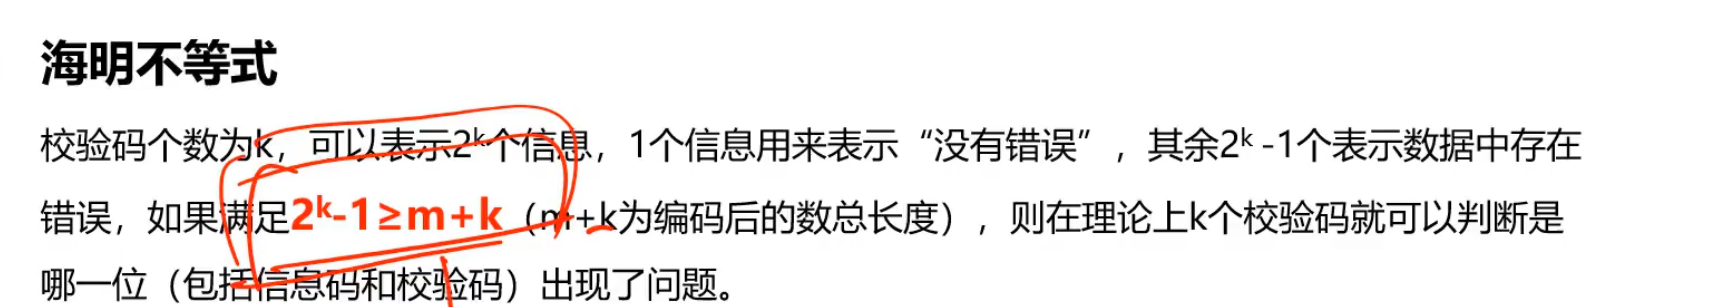 海明不等式
校验码个数为k，可以表示2ᵏ个信息，1个信息用来表示“没有错误”，其余2ᵏ -1个表示数据中存在
错误，如果满足2ᵏ-1≥m+k（m+k为编码后的数总长度），则在理论上k个校验码就可以判断是
哪一位（包括信息码和校验码）出现了问题。